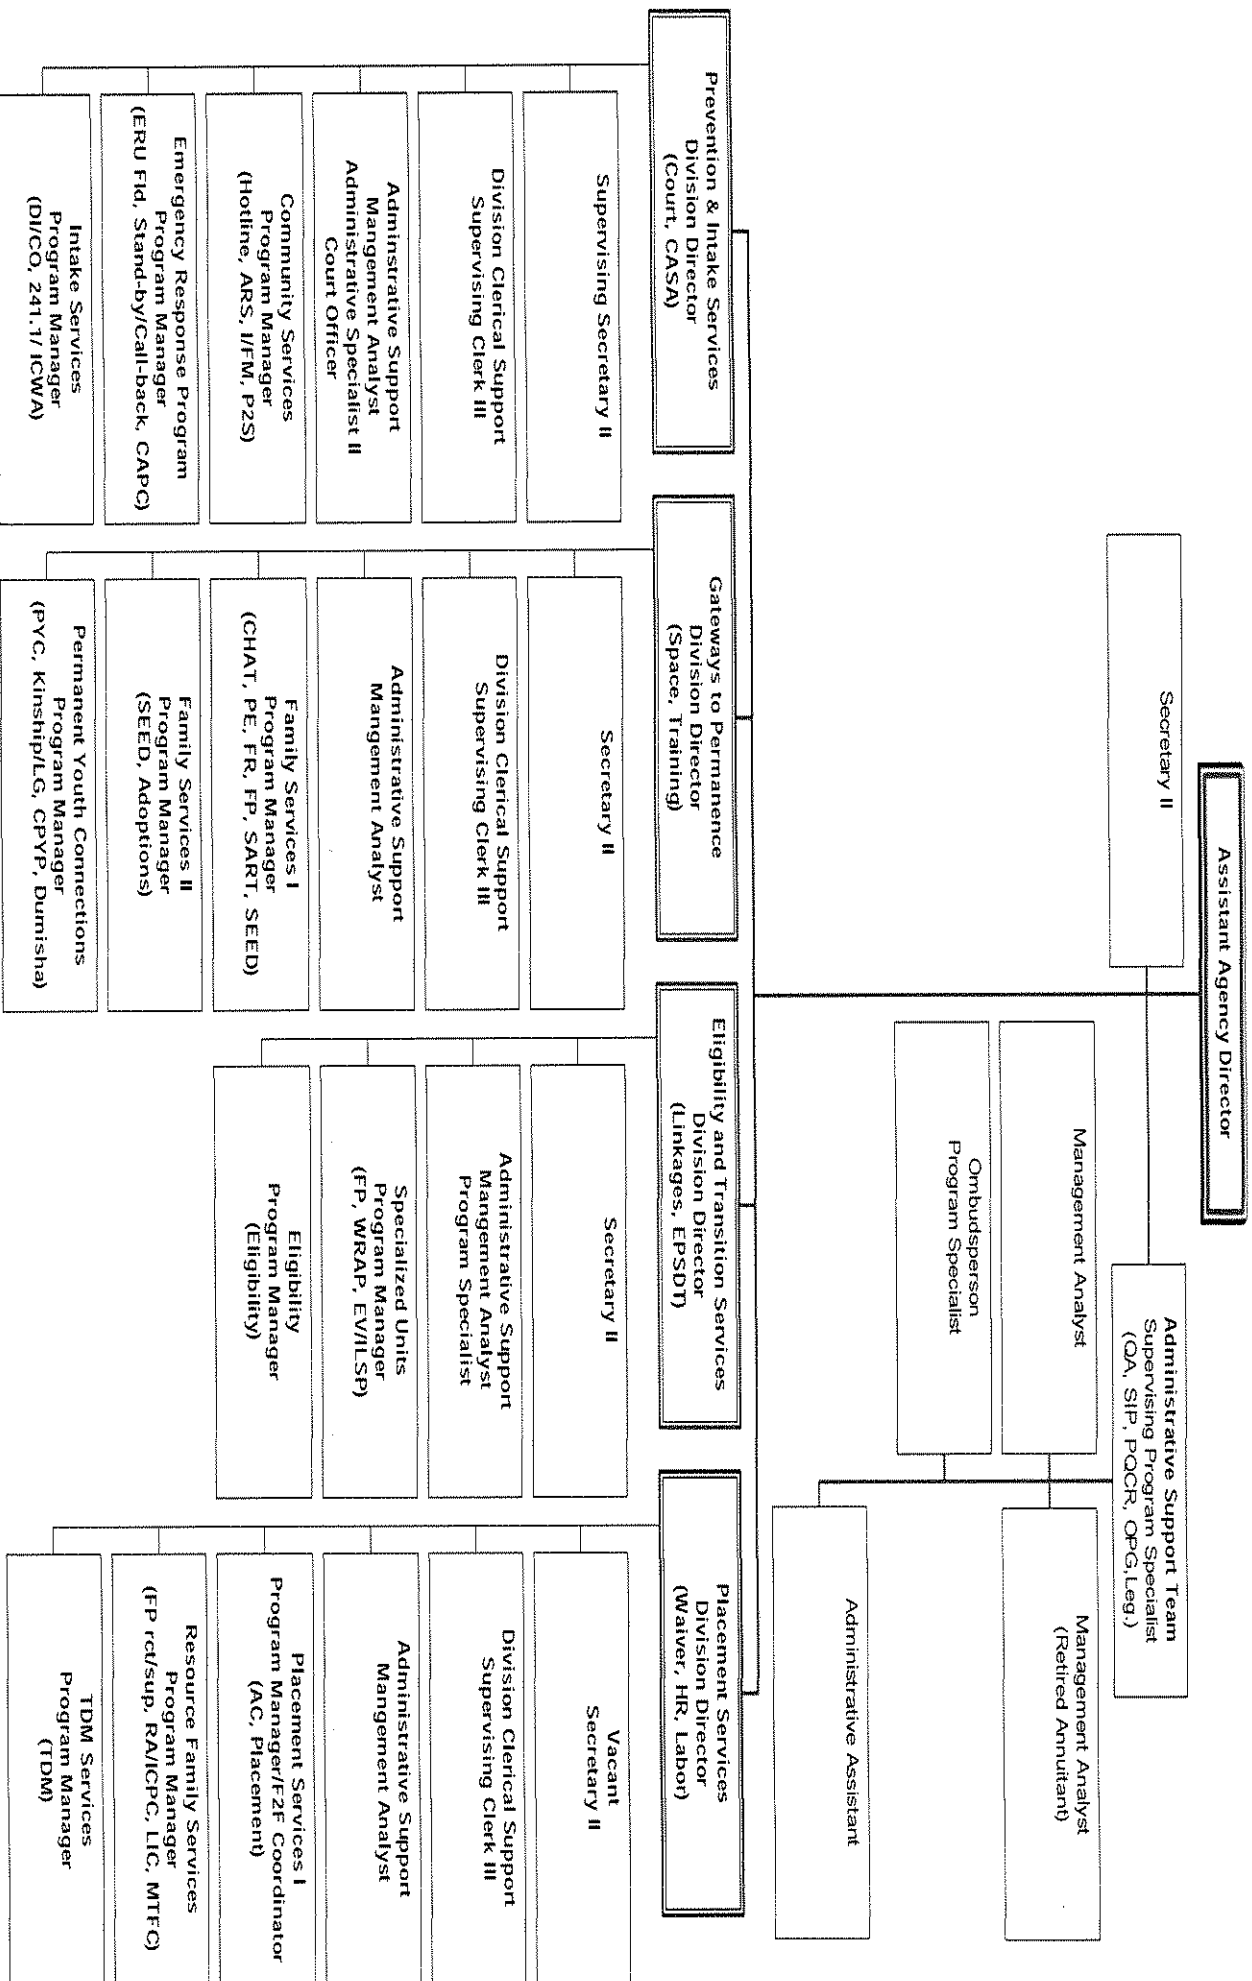 Assistant Agency Director
Secretary II
Administrative Support Team
Supervising Program Specialist
(QA, SIP, PQCR, OPG,Leg.)
Management Analyst
Management Analyst
(Retired Annuitant)
Ombudsperson
Program Specialist
Administrative Assistant
Prevention & Intake Services
Division Director
(Court, CASA)
Supervising Secretary II
Division Clerical Support
Supervising Clerk III
Adminstrative Support
Mangement Analyst
Administrative Specialist II
Court Officer
Community Services
Program Manager
(Hotline, ARS, I/FM, P2S)
Emergency Response Program
Program Manager
(ERU Fld, Stand-by/Call-back, CAPC)
Intake Services
Program Manager
(DI/CO, 241.1/ ICWA)
Gateways to Permanence
Division Director
(Space, Training)
Secretary II
Division Clerical Support
Supervising Clerk III
Administrative Support
Mangement Analyst
Family Services I
Program Manager
(CHAT, PE, FR, FP, SART, SEED)
Family Services II
Program Manager
(SEED, Adoptions)
Permanent Youth Connections
Program Manager
(PYC, Kinship/LG, CPYP, Dumisha)
Eligibility and Transition Services
Division Director
(Linkages, EPSDT)
Secretary II
Administrative Support
Mangement Analyst
Program Specialist
Specialized Units
Program Manager
(FP, WRAP, EV/ILSP)
Eligibility
Program Manager
(Eligibility)
Placement Services
Division Director
(Waiver, HR, Labor)
Vacant
Secretary II
Division Clerical Support
Supervising Clerk III
Administrative Support
Mangement Analyst
Placement Services I
Program Manager/F2F Coordinator
(AC, Placement)
Resource Family Services
Program Manager
(FP rct/sup, RA/ICPC, LIC, MTFC)
TDM Services
Program Manager
(TDM)